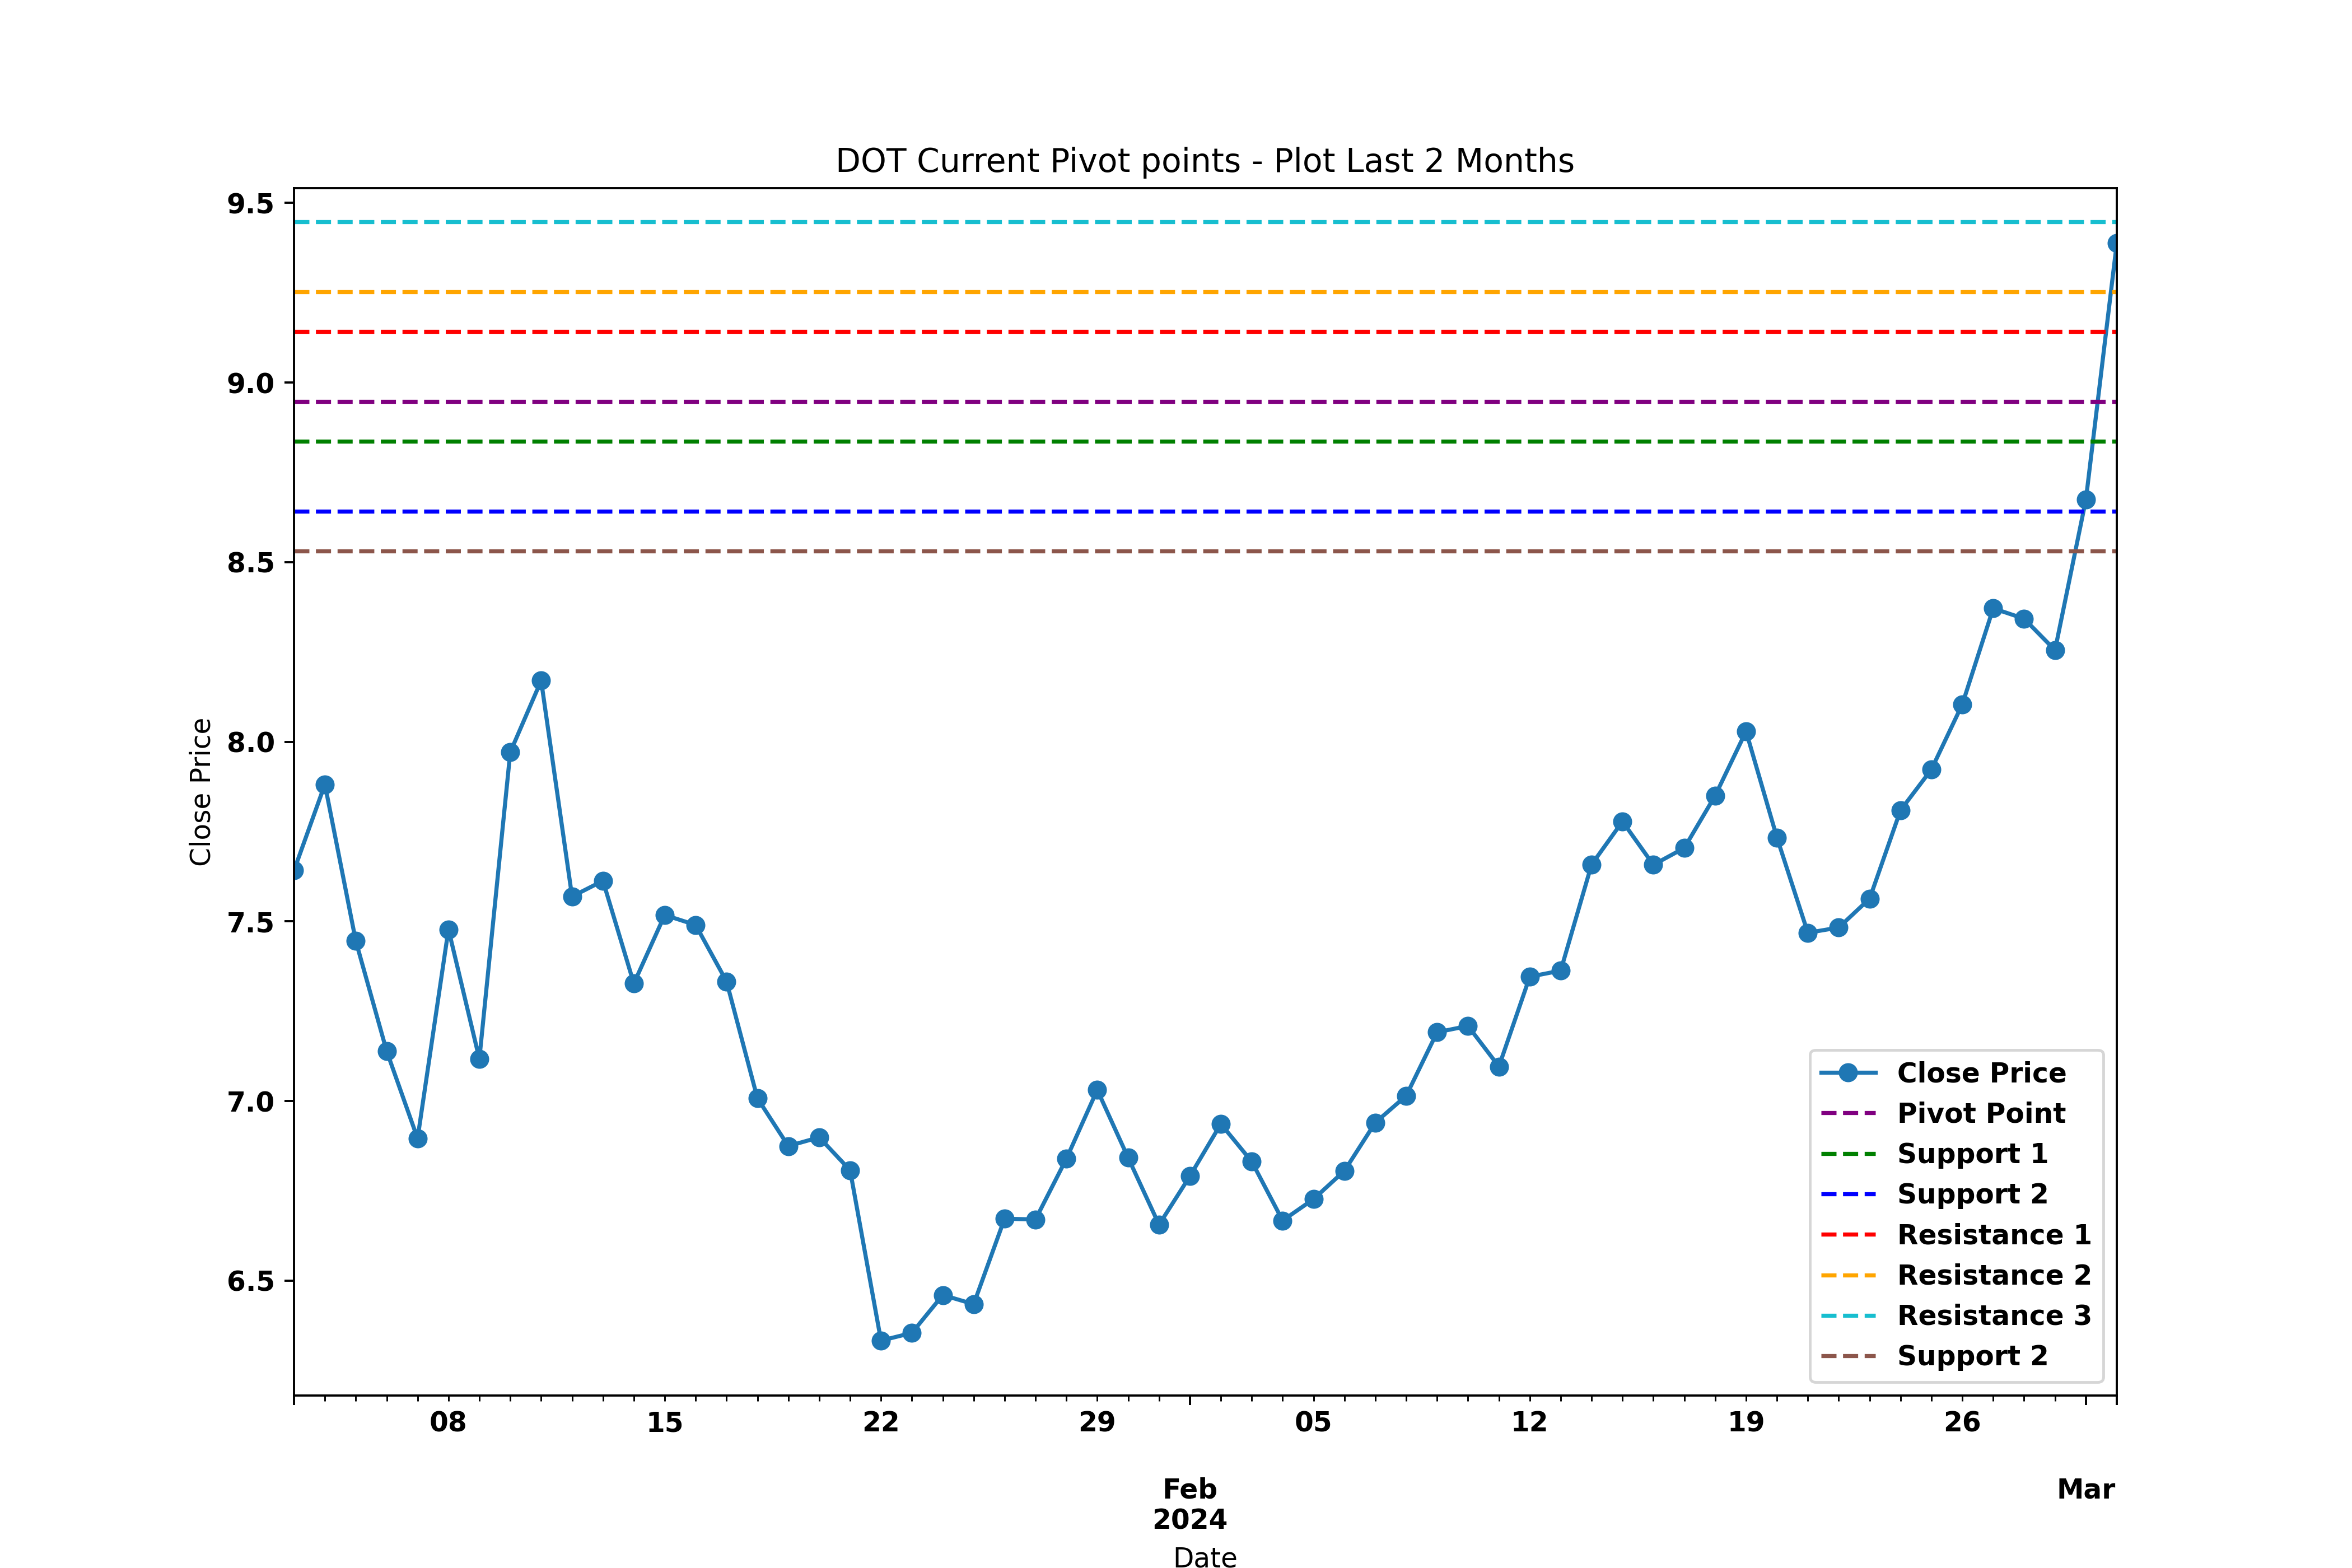 DOT Current Pivot points - Plot Last 2 Months
9.5
9.0
8.5
8.0
7.5
7.0
6.5
Close Price
Close Price
Pivot Point
Support 1
Support 2
Resistance 1
Resistance 2
Resistance 3
Support 2
08 15 22 29 05 12 19 26
Feb Mar
2024
Date